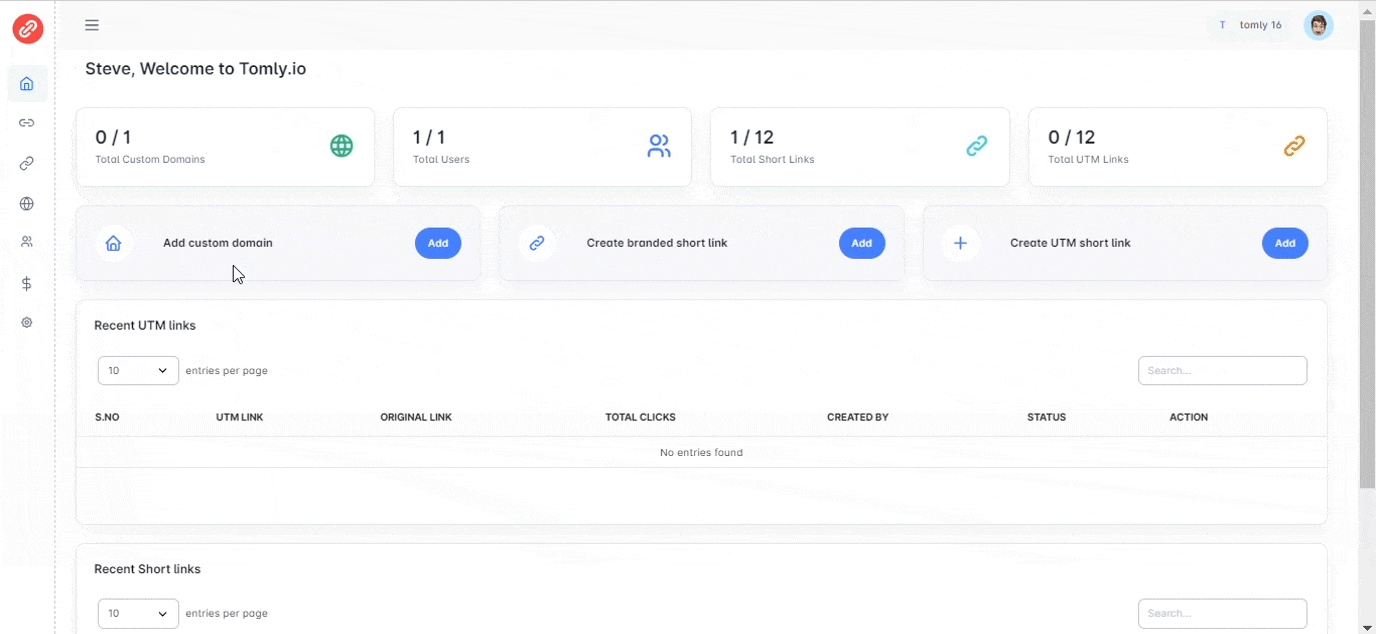 T tomly 16
Steve, Welcome to Tomly.io
0 / 1
Total Custom Domains
1 / 1
Total Users
1 / 12
Total Short Links
0 / 12
Total UTM Links
Add custom domain Add
Create branded short link Add
Create UTM short link Add
Recent UTM links
10 entries per page Search...
S.NO UTM LINK ORIGINAL LINK TOTAL CLICKS CREATED BY STATUS ACTION
No entries found
Recent Short links
10 entries per page Search...